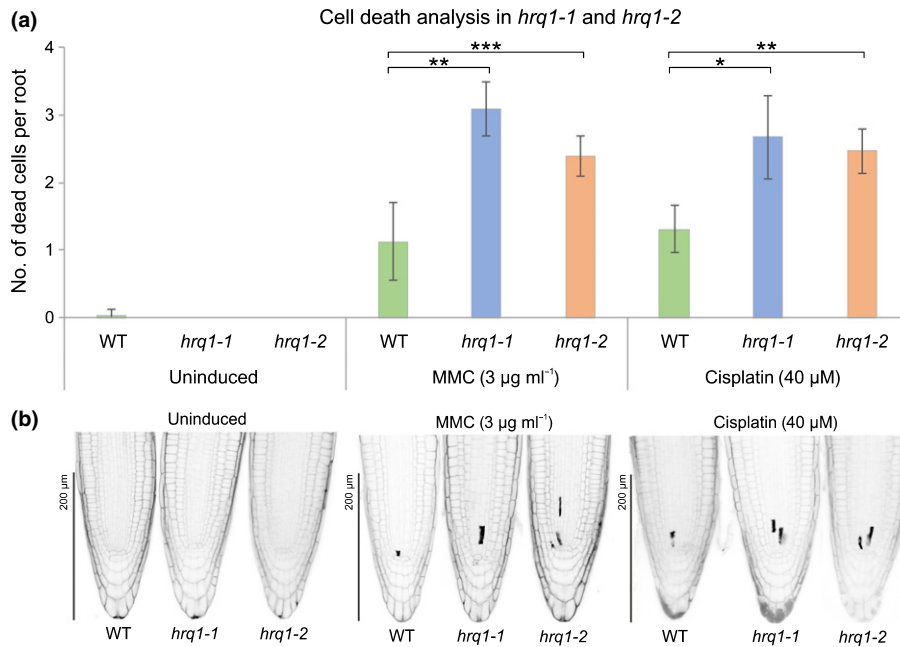 (a)
Cell death analysis in hrq1-1 and hrq1-2
No. of dead cells per root
4
3
2
1
0
** ***
* **
WT hrq1-1 hrq1-2 WT hrq1-1 hrq1-2 WT hrq1-1 hrq1-2
Uninduced MMC (3 µg ml⁻¹) Cisplatin (40 µM)
(b)
Uninduced MMC (3 µg ml⁻¹) Cisplatin (40 µM)
200 µm 200 µm 200 µm
WT hrq1-1 hrq1-2 WT hrq1-1 hrq1-2 WT hrq1-1 hrq1-2